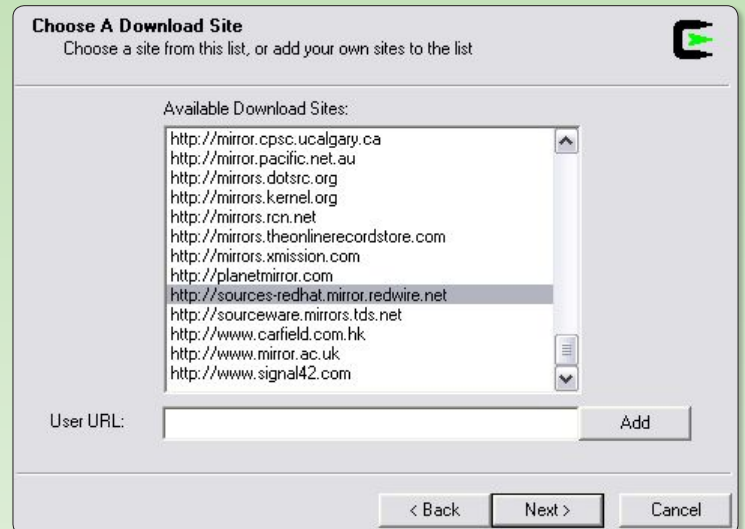 Choose A Download Site
Choose a site from this list, or add your own sites to the list
Available Download Sites:
http://mirror.cpsc.ucalgary.ca
http://mirror.pacific.net.au
http://mirrors.dotsrc.org
http://mirrors.kernel.org
http://mirrors.rcn.net
http://mirrors.theonlinerecordstore.com
http://mirrors.xmission.com
http://planetmirror.com
http://sources-redhat.mirror.redwire.net
http://sourceware.mirrors.tds.net
http://www.carfield.com.hk
http://www.mirror.ac.uk
http://www.signal42.com
User URL:
Add
< Back
Next >
Cancel